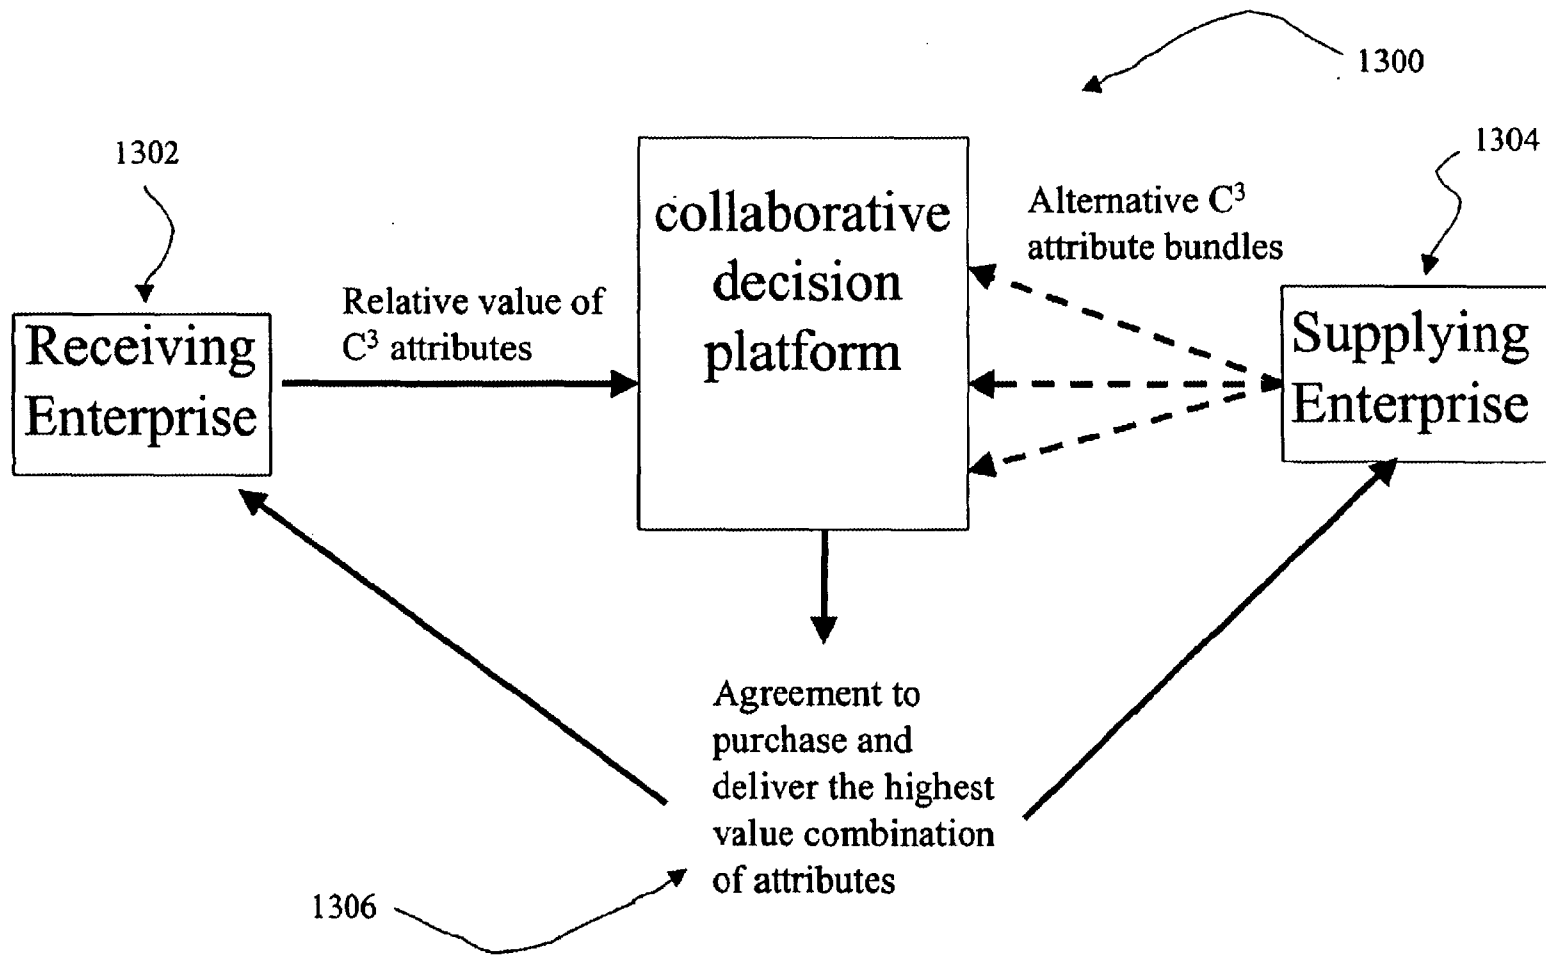 1300
1302
1304
collaborative
decision
platform
Alternative C³
attribute bundles
Relative value of
C³ attributes
Receiving
Enterprise
Supplying
Enterprise
Agreement to
purchase and
deliver the highest
value combination
of attributes
1306